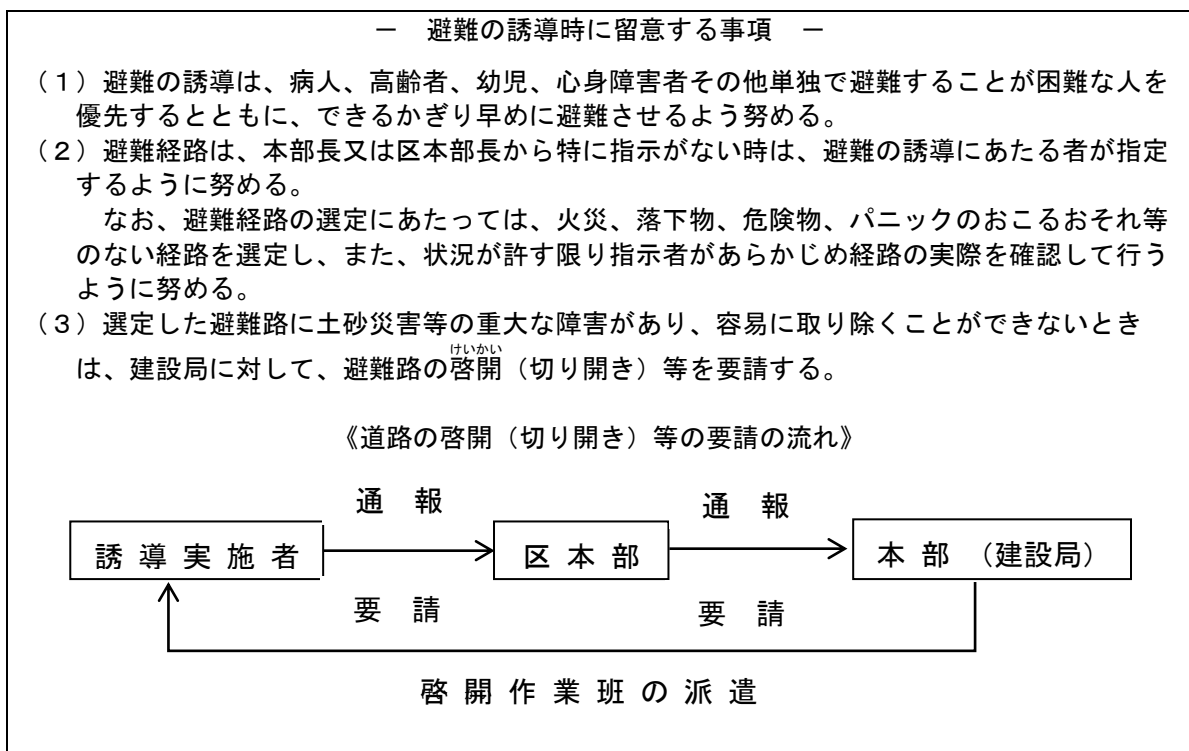 －　避難の誘導時に留意する事項　－
（１）避難の誘導は、病人、高齢者、幼児、心身障害者その他単独で避難することが困難な人を
優先するとともに、できるかぎり早めに避難させるよう努める。
（２）避難経路は、本部長又は区本部長から特に指示がない時は、避難の誘導にあたる者が指定
するように努める。
なお、避難経路の選定にあたっては、火災、落下物、危険物、パニックのおこるおそれ等
のない経路を選定し、また、状況が許す限り指示者があらかじめ経路の実際を確認して行う
ように努める。
（３）選定した避難路に土砂災害等の重大な障害があり、容易に取り除くことができないとき
けいかい
は、建設局に対して、避難路の啓開（切り開き）等を要請する。
《道路の啓開（切り開き）等の要請の流れ》
通　報　通　報
誘導実施者　区本部　本部（建設局）
要　請　要　請
啓開作業班の派遣